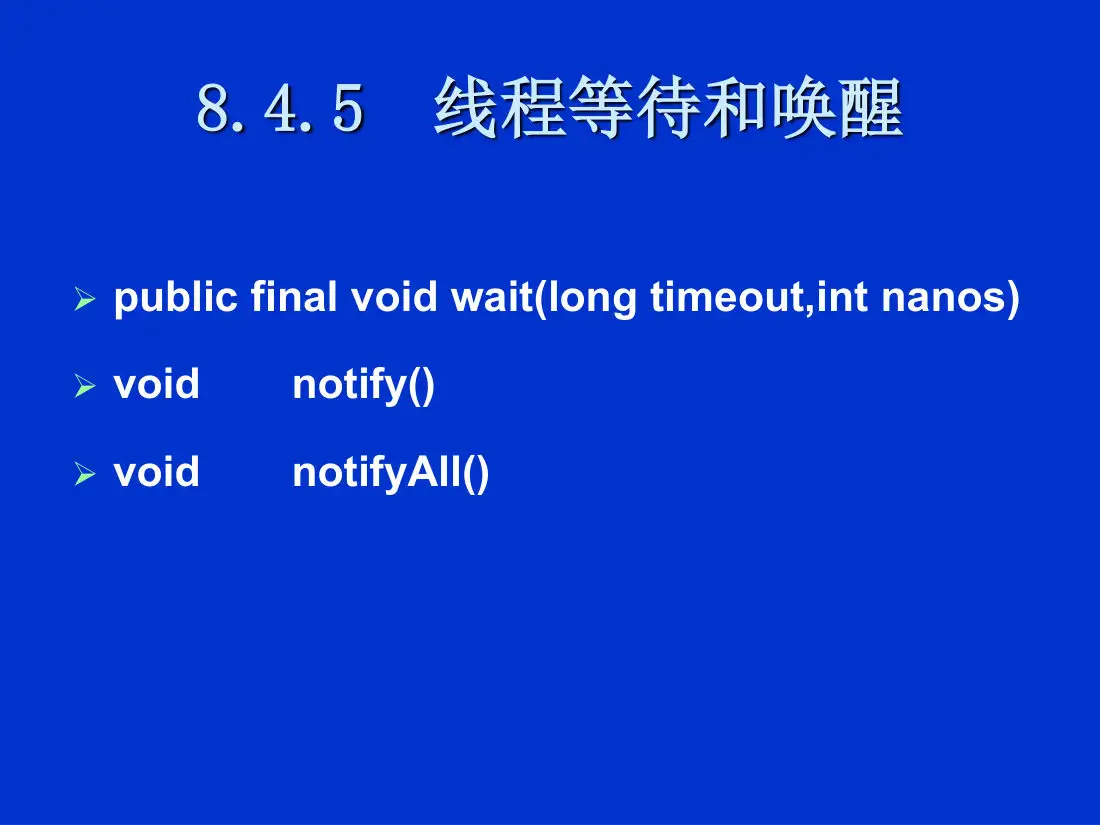 8.4.5 线程等待和唤醒
public final void wait(long timeout,int nanos)
void notify()
void notifyAll()